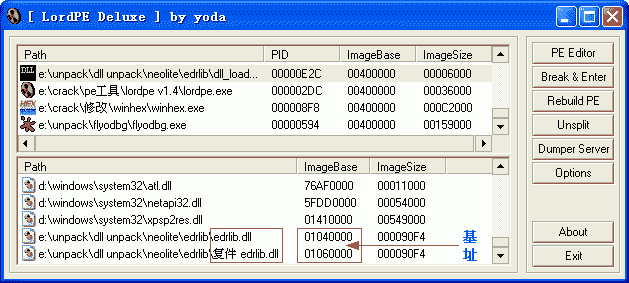 [ LordPE Deluxe ] by yoda
Path PID ImageBase ImageSize
e:\unpack\dll unpack\neolite\edrlib\dll_load... 00000E2C 00400000 00006000
e:\crack\pe工具\lordpe v1.4\lordpe.exe 000002DC 00400000 00036000
e:\crack\修改\winhex\winhex.exe 000008F8 00400000 000C2000
e:\unpack\flyodbg\flyodbg.exe 00000594 00400000 00159000
Path ImageBase ImageSize
d:\windows\system32\atl.dll 76AF0000 00011000
d:\windows\system32\netapi32.dll 5FDD0000 00054000
d:\windows\system32\xpsp2res.dll 01410000 00549000
e:\unpack\dll unpack\neolite\edrlib\edrlib.dll 01040000 000090F4
e:\unpack\dll unpack\neolite\edrlib\复件 edrlib.dll 01060000 000090F4
基
址
PE Editor
Break & Enter
Rebuild PE
Unsplit
Dumper Server
Options
About
Exit
DLL
HEX